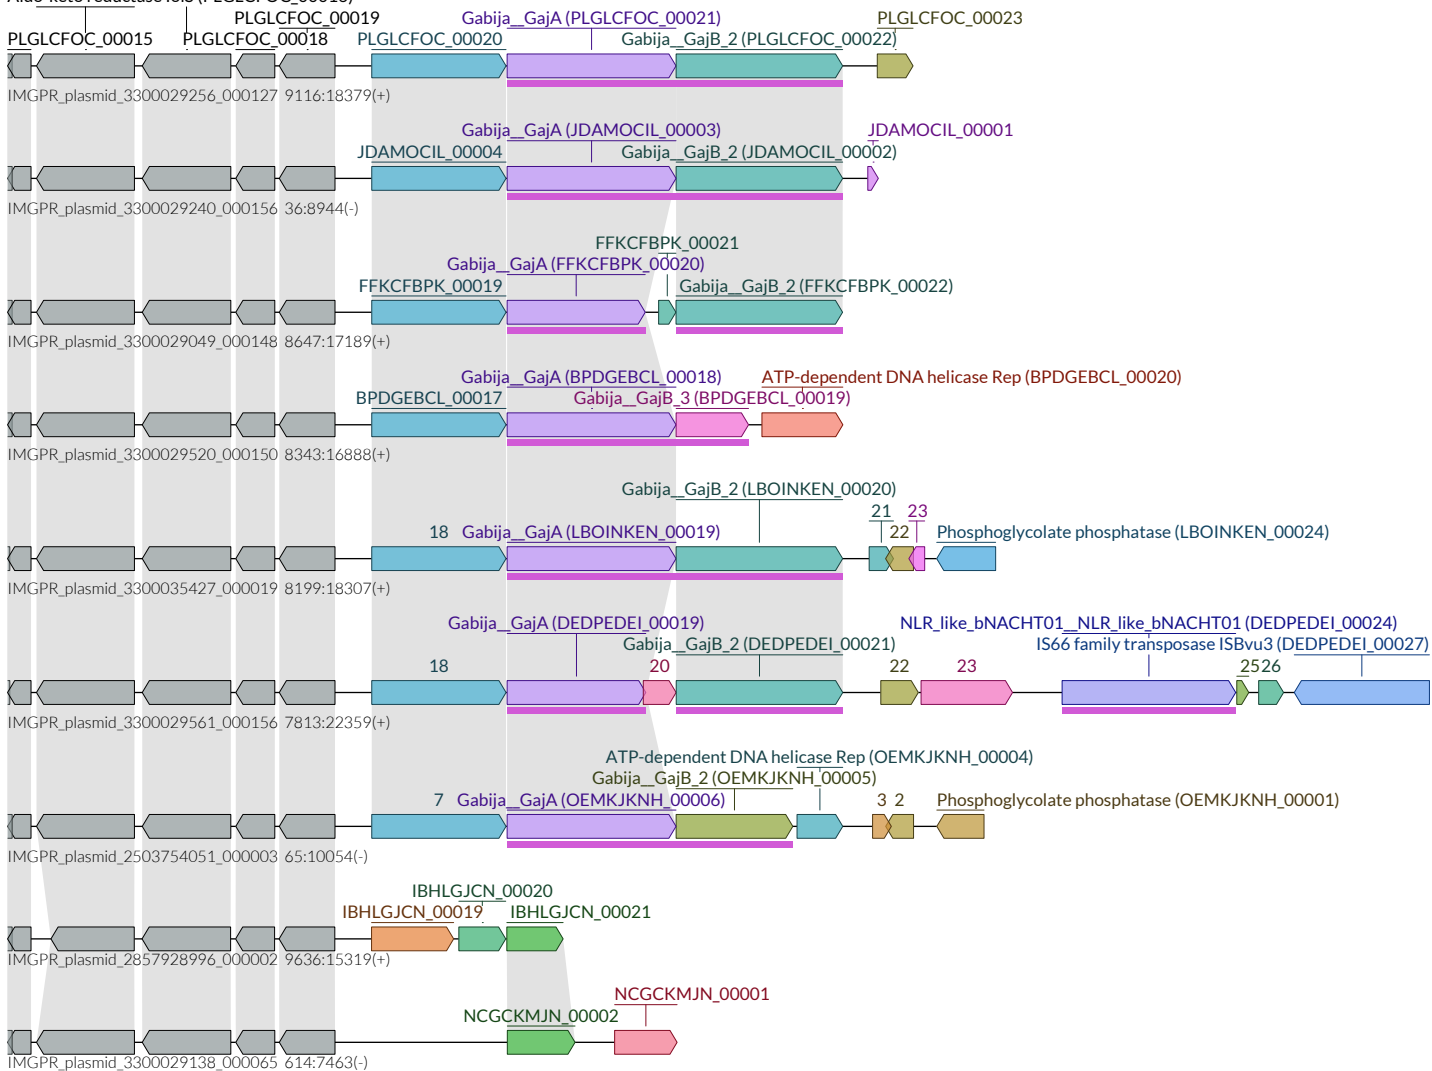 PLGLCFOC_00019
Gabija__GajA (PLGLCFOC_00021)
PLGLCFOC_00023
PLGLCFOC_00015
PLGLCFOC_00018
PLGLCFOC_00020
Gabija__GajB_2 (PLGLCFOC_00022)
IMGPR_plasmid_3300029256_000127 9116:18379(+)
Gabija__GajA (JDAMOCIL_00003)
JDAMOCIL_00001
JDAMOCIL_00004
Gabija__GajB_2 (JDAMOCIL_00002)
IMGPR_plasmid_3300029240_000156 36:8944(-)
FFKCFBPK_00021
Gabija__GajA (FFKCFBPK_00020)
FFKCFBPK_00019
Gabija__GajB_2 (FFKCFBPK_00022)
IMGPR_plasmid_3300029049_000148 8647:17189(+)
Gabija__GajA (BPDGEBCL_00018)
ATP-dependent DNA helicase Rep (BPDGEBCL_00020)
BPDGEBCL_00017
Gabija__GajB_3 (BPDGEBCL_00019)
IMGPR_plasmid_3300029520_000150 8343:16888(+)
Gabija__GajB_2 (LBOINKEN_00020)
21
23
18
Gabija__GajA (LBOINKEN_00019)
22
Phosphoglycolate phosphatase (LBOINKEN_00024)
IMGPR_plasmid_3300035427_000019 8199:18307(+)
Gabija__GajA (DEDPEDEI_00019)
NLR_like_bNACHT01__NLR_like_bNACHT01 (DEDPEDEI_00024)
Gabija__GajB_2 (DEDPEDEI_00021)
IS66 family transposase ISBvu3 (DEDPEDEI_00027)
18
20
22
23
25
26
IMGPR_plasmid_3300029561_000156 7813:22359(+)
ATP-dependent DNA helicase Rep (OEMKJKNH_00004)
Gabija__GajB_2 (OEMKJKNH_00005)
7
Gabija__GajA (OEMKJKNH_00006)
3
2
Phosphoglycolate phosphatase (OEMKJKNH_00001)
IMGPR_plasmid_2503754051_000003 65:10054(-)
IBHLGJCN_00020
IBHLGJCN_00019
IBHLGJCN_00021
IMGPR_plasmid_2857928996_000002 9636:15319(+)
NCGCKMJN_00001
NCGCKMJN_00002
IMGPR_plasmid_3300029138_000065 614:7463(-)